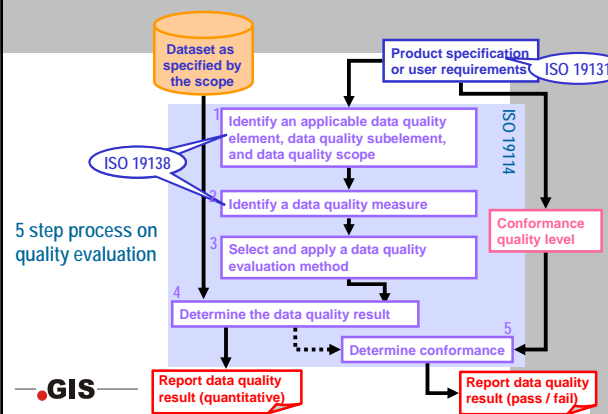 Dataset as
specified by
the scope
Product specification
or user requirements
ISO 19131
1
Identify an applicable data quality
element, data quality subelement,
and data quality scope
ISO 19114
ISO 19138
2
Identify a data quality measure
5 step process on
quality evaluation
3
Select and apply a data quality
evaluation method
Conformance
quality level
4
Determine the data quality result
5
Determine conformance
Report data quality
result (quantitative)
Report data quality
result (pass / fail)
.GIS